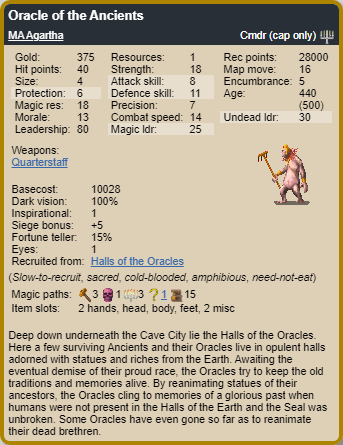 Oracle of the Ancients
MA Agartha Cmdr (cap only)
Gold: 375 Resources: 1 Rec points: 28000
Hit points: 40 Strength: 18 Map move: 16
Size: 4 Attack skill: 8 Encumbrance: 5
Protection: 6 Defence skill: 11 Age: 440
Magic res: 18 Precision: 7 (500)
Morale: 13 Combat speed: 14 Undead ldr: 30
Leadership: 80 Magic ldr: 25
Weapons:
Quarterstaff
Basecost: 10028
Dark vision: 100%
Inspirational: 1
Siege bonus: +5
Fortune teller: 15%
Eyes: 1
Recruited from: Halls of the Oracles
(Slow-to-recruit, sacred, cold-blooded, amphibious, need-not-eat)
Magic paths: 3 1 3 ?1 15
Item slots: 2 hands, head, body, feet, 2 misc
Deep down underneath the Cave City lie the Halls of the Oracles.
Here a few surviving Ancients and their Oracles live in opulent halls
adorned with statues and riches from the Earth. Awaiting the
eventual demise of their proud race, the Oracles try to keep the old
traditions and memories alive. By reanimating statues of their
ancestors, the Oracles cling to memories of a glorious past when
humans were not present in the Halls of the Earth and the Seal was
unbroken. Some Oracles have even gone so far as to reanimate
their dead brethren.